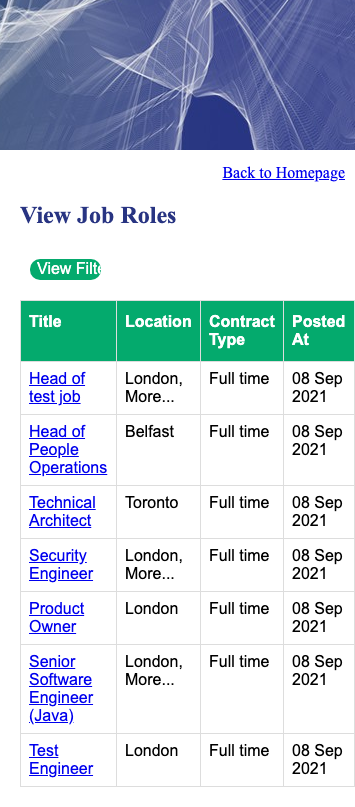 Back to Homepage
View Job Roles
View Filte
Title Location Contract Type Posted At
Head of test job London, More... Full time 08 Sep 2021
Head of People Operations Belfast Full time 08 Sep 2021
Technical Architect Toronto Full time 08 Sep 2021
Security Engineer London, More... Full time 08 Sep 2021
Product Owner London Full time 08 Sep 2021
Senior Software Engineer (Java) London, More... Full time 08 Sep 2021
Test Engineer London Full time 08 Sep 2021